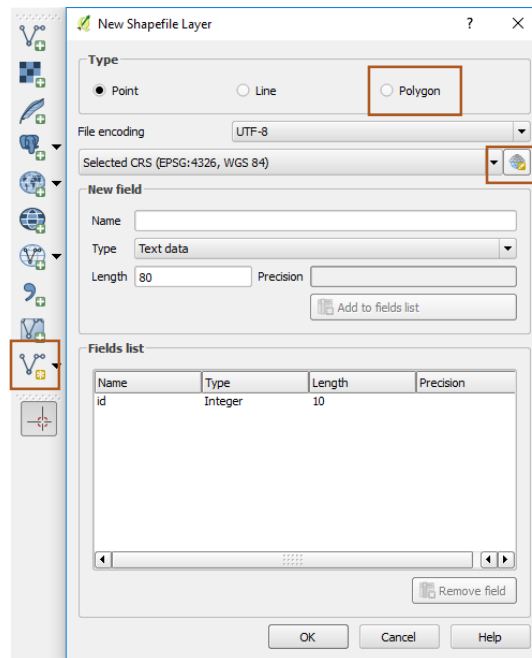 New Shapefile Layer ? ×
Type
Point Line Polygon
File encoding UTF-8
Selected CRS (EPSG:4326, WGS 84)
New field
Name
Type Text data
Length 80 Precision
Add to fields list
Fields list
Name Type Length Precision
id Integer 10
Remove field
OK Cancel Help